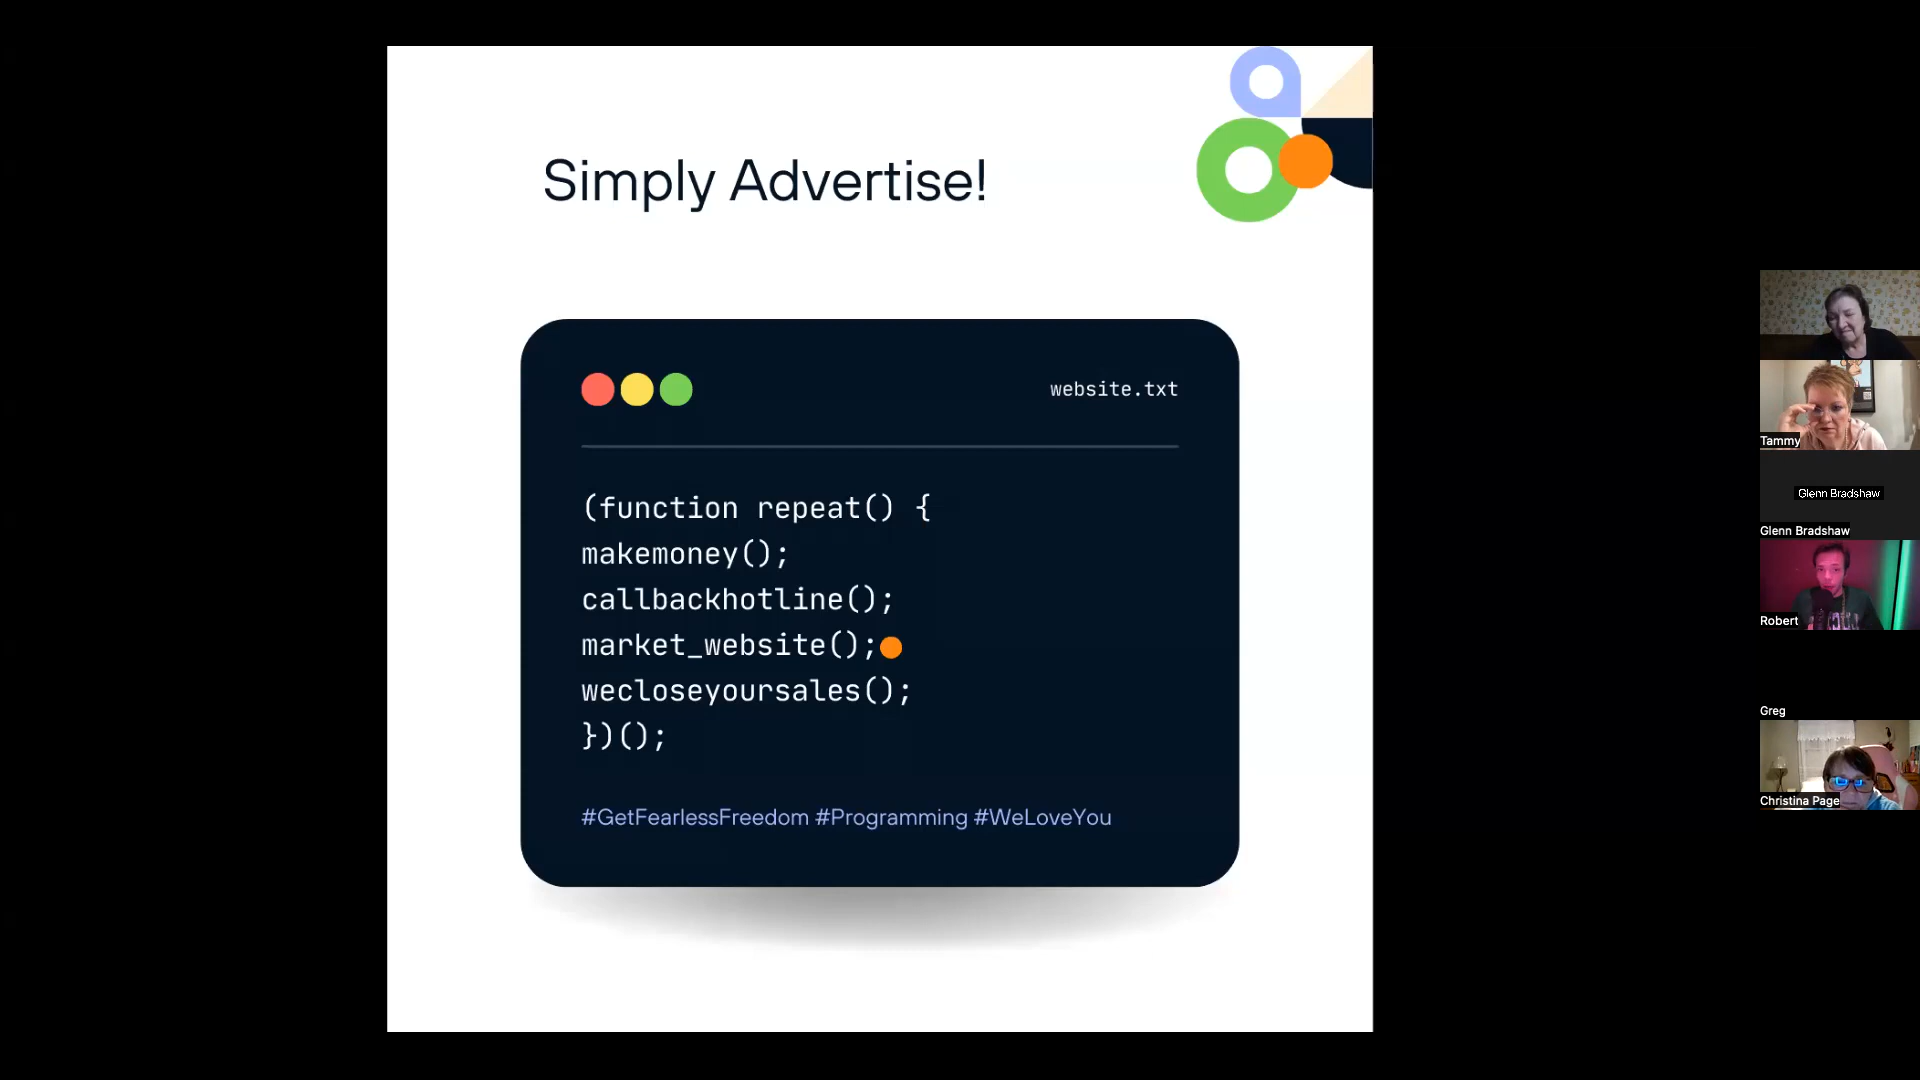 Simply Advertise!
website.txt
(function repeat() {
makemoney();
callbackhotline();
market_website();
wecloseyoursales();
})();
#GetFearlessFreedom #Programming #WeLoveYou
Tammy
Glenn Bradshaw
Glenn Bradshaw
Robert
Greg
Christina Page